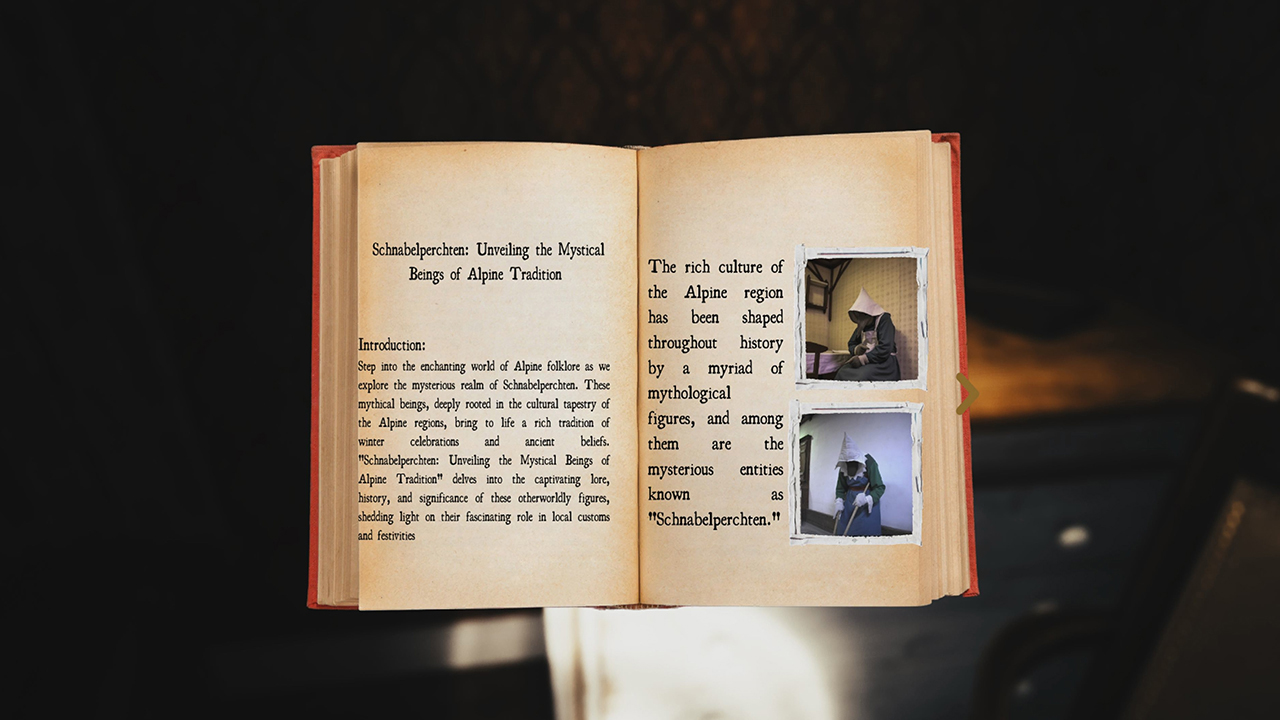 Schnabelperchten: Unveiling the Mystical
Beings of Alpine Tradition
Introduction:
Step into the enchanting world of Alpine folklore as we
explore the mysterious realm of Schnabelperchten. These
mythical beings, deeply rooted in the cultural tapestry of
the Alpine regions, bring to life a rich tradition of
winter celebrations and ancient beliefs.
"Schnabelperchten: Unveiling the Mystical Beings of
Alpine Tradition" delves into the captivating lore,
history, and significance of these otherworldly figures,
shedding light on their fascinating role in local customs
and festivities
The rich culture of
the Alpine region
has been shaped
throughout history
by a myriad of
mythological
figures, and among
them are the
mysterious entities
known as
"Schnabelperchten."